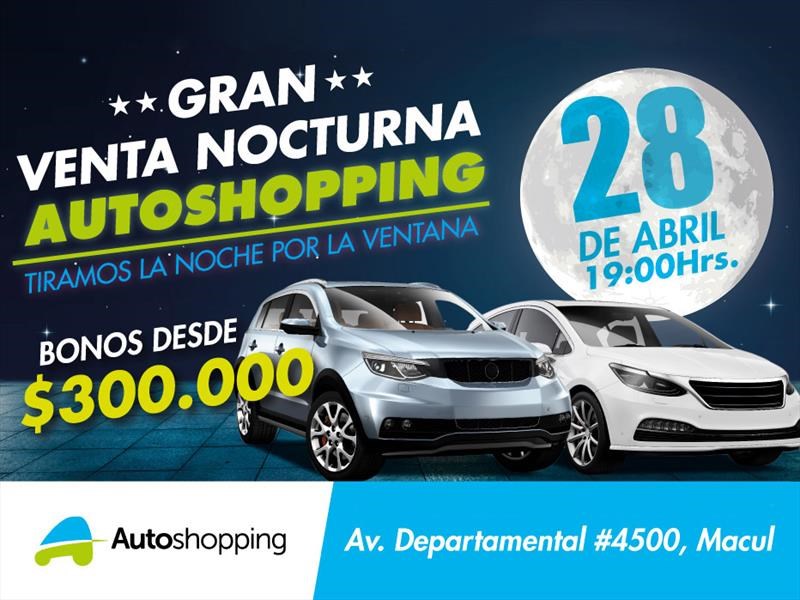 GRAN
VENTA NOCTURNA
AUTOSHOPPING
TIRAMOS LA NOCHE POR LA VENTANA
28
DE ABRIL
19:00Hrs.
BONOS DESDE
$300.000
Autoshopping
Av. Departamental #4500, Macul